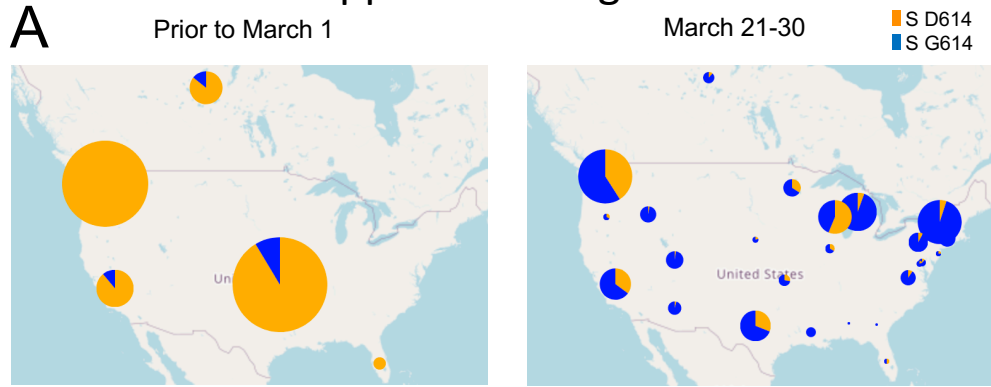 A
Prior to March 1
March 21-30
S D614
S G614
United States